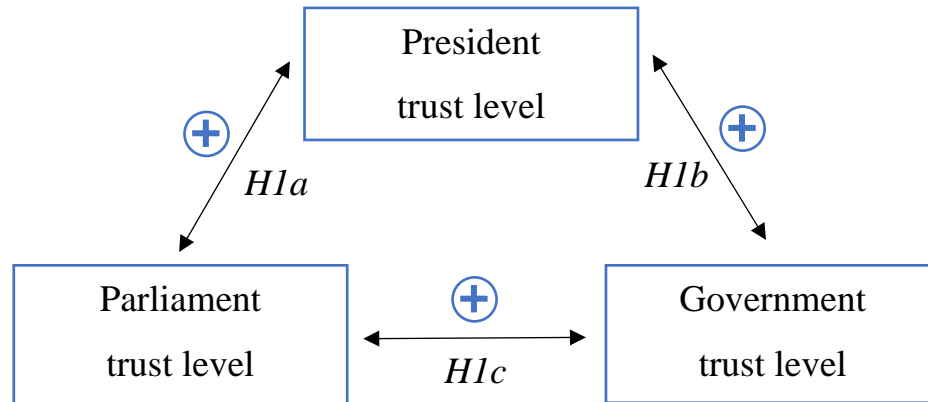 President
trust level
H1a
H1b
Parliament
trust level
H1c
Government
trust level